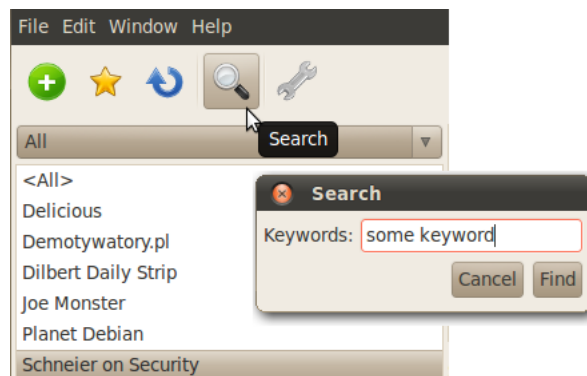 File Edit Window Help
Search
All
<All>
Delicious
Demotywatory.pl
Dilbert Daily Strip
Joe Monster
Planet Debian
Schneier on Security
Search
Keywords: some keyword
Cancel Find